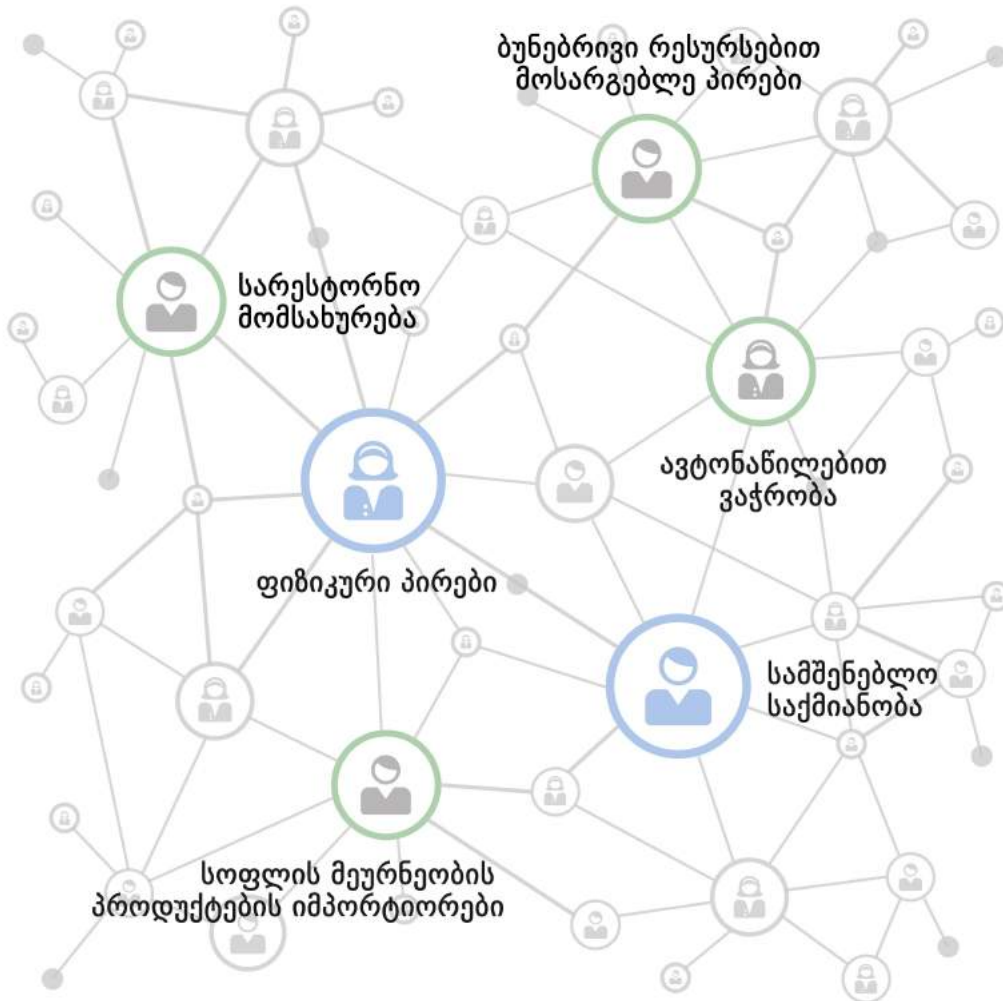 ბუნებრივი რესურსებით
მოსარგებლე პირები
სარესტორნო
მომსახურება
ავტონაწილებით
ვაჭრობა
ფიზიკური პირები
სამშენებლო
საქმიანობა
სოფლის მეურნეობის
პროდუქტების იმპორტიორები